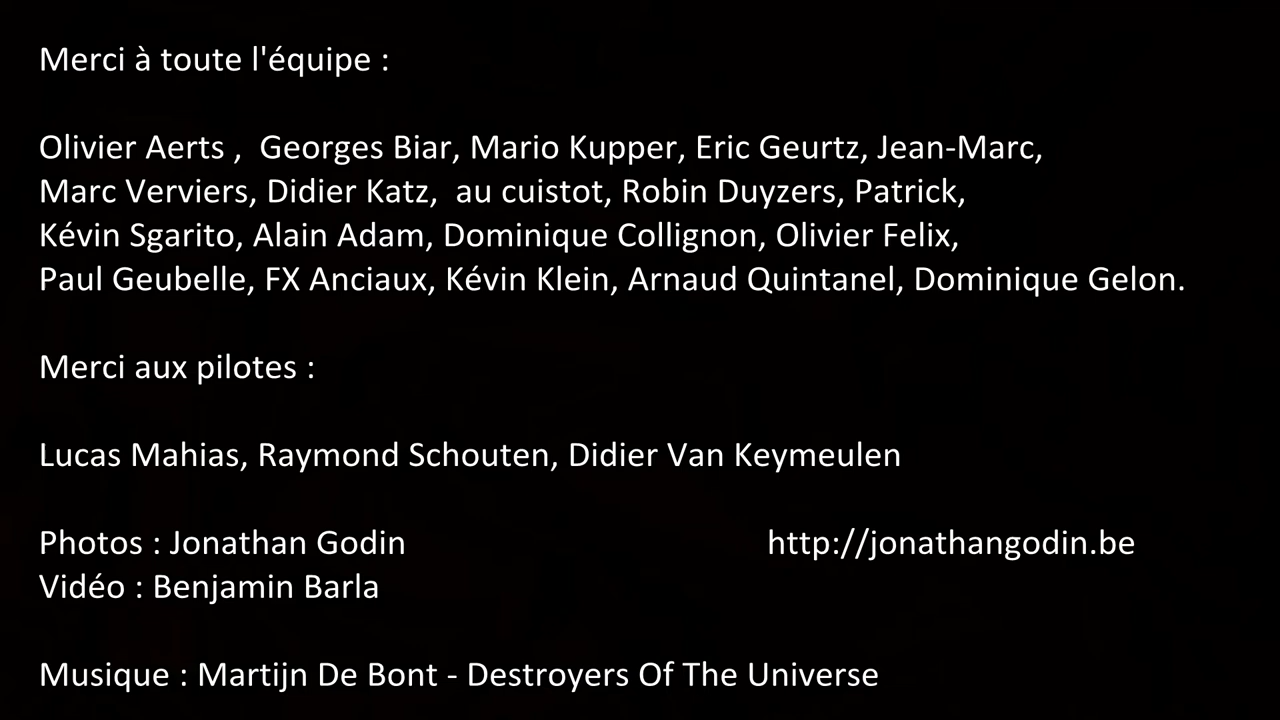 Merci à toute l'équipe :
Olivier Aerts ,  Georges Biar, Mario Kupper, Eric Geurtz, Jean-Marc,
Marc Verviers, Didier Katz,  au cuistot, Robin Duyzers, Patrick,
Kévin Sgarito, Alain Adam, Dominique Collignon, Olivier Felix,
Paul Geubelle, FX Anciaux, Kévin Klein, Arnaud Quintanel, Dominique Gelon.
Merci aux pilotes :
Lucas Mahias, Raymond Schouten, Didier Van Keymeulen
Photos : Jonathan Godin http://jonathangodin.be
Vidéo : Benjamin Barla
Musique : Martijn De Bont - Destroyers Of The Universe